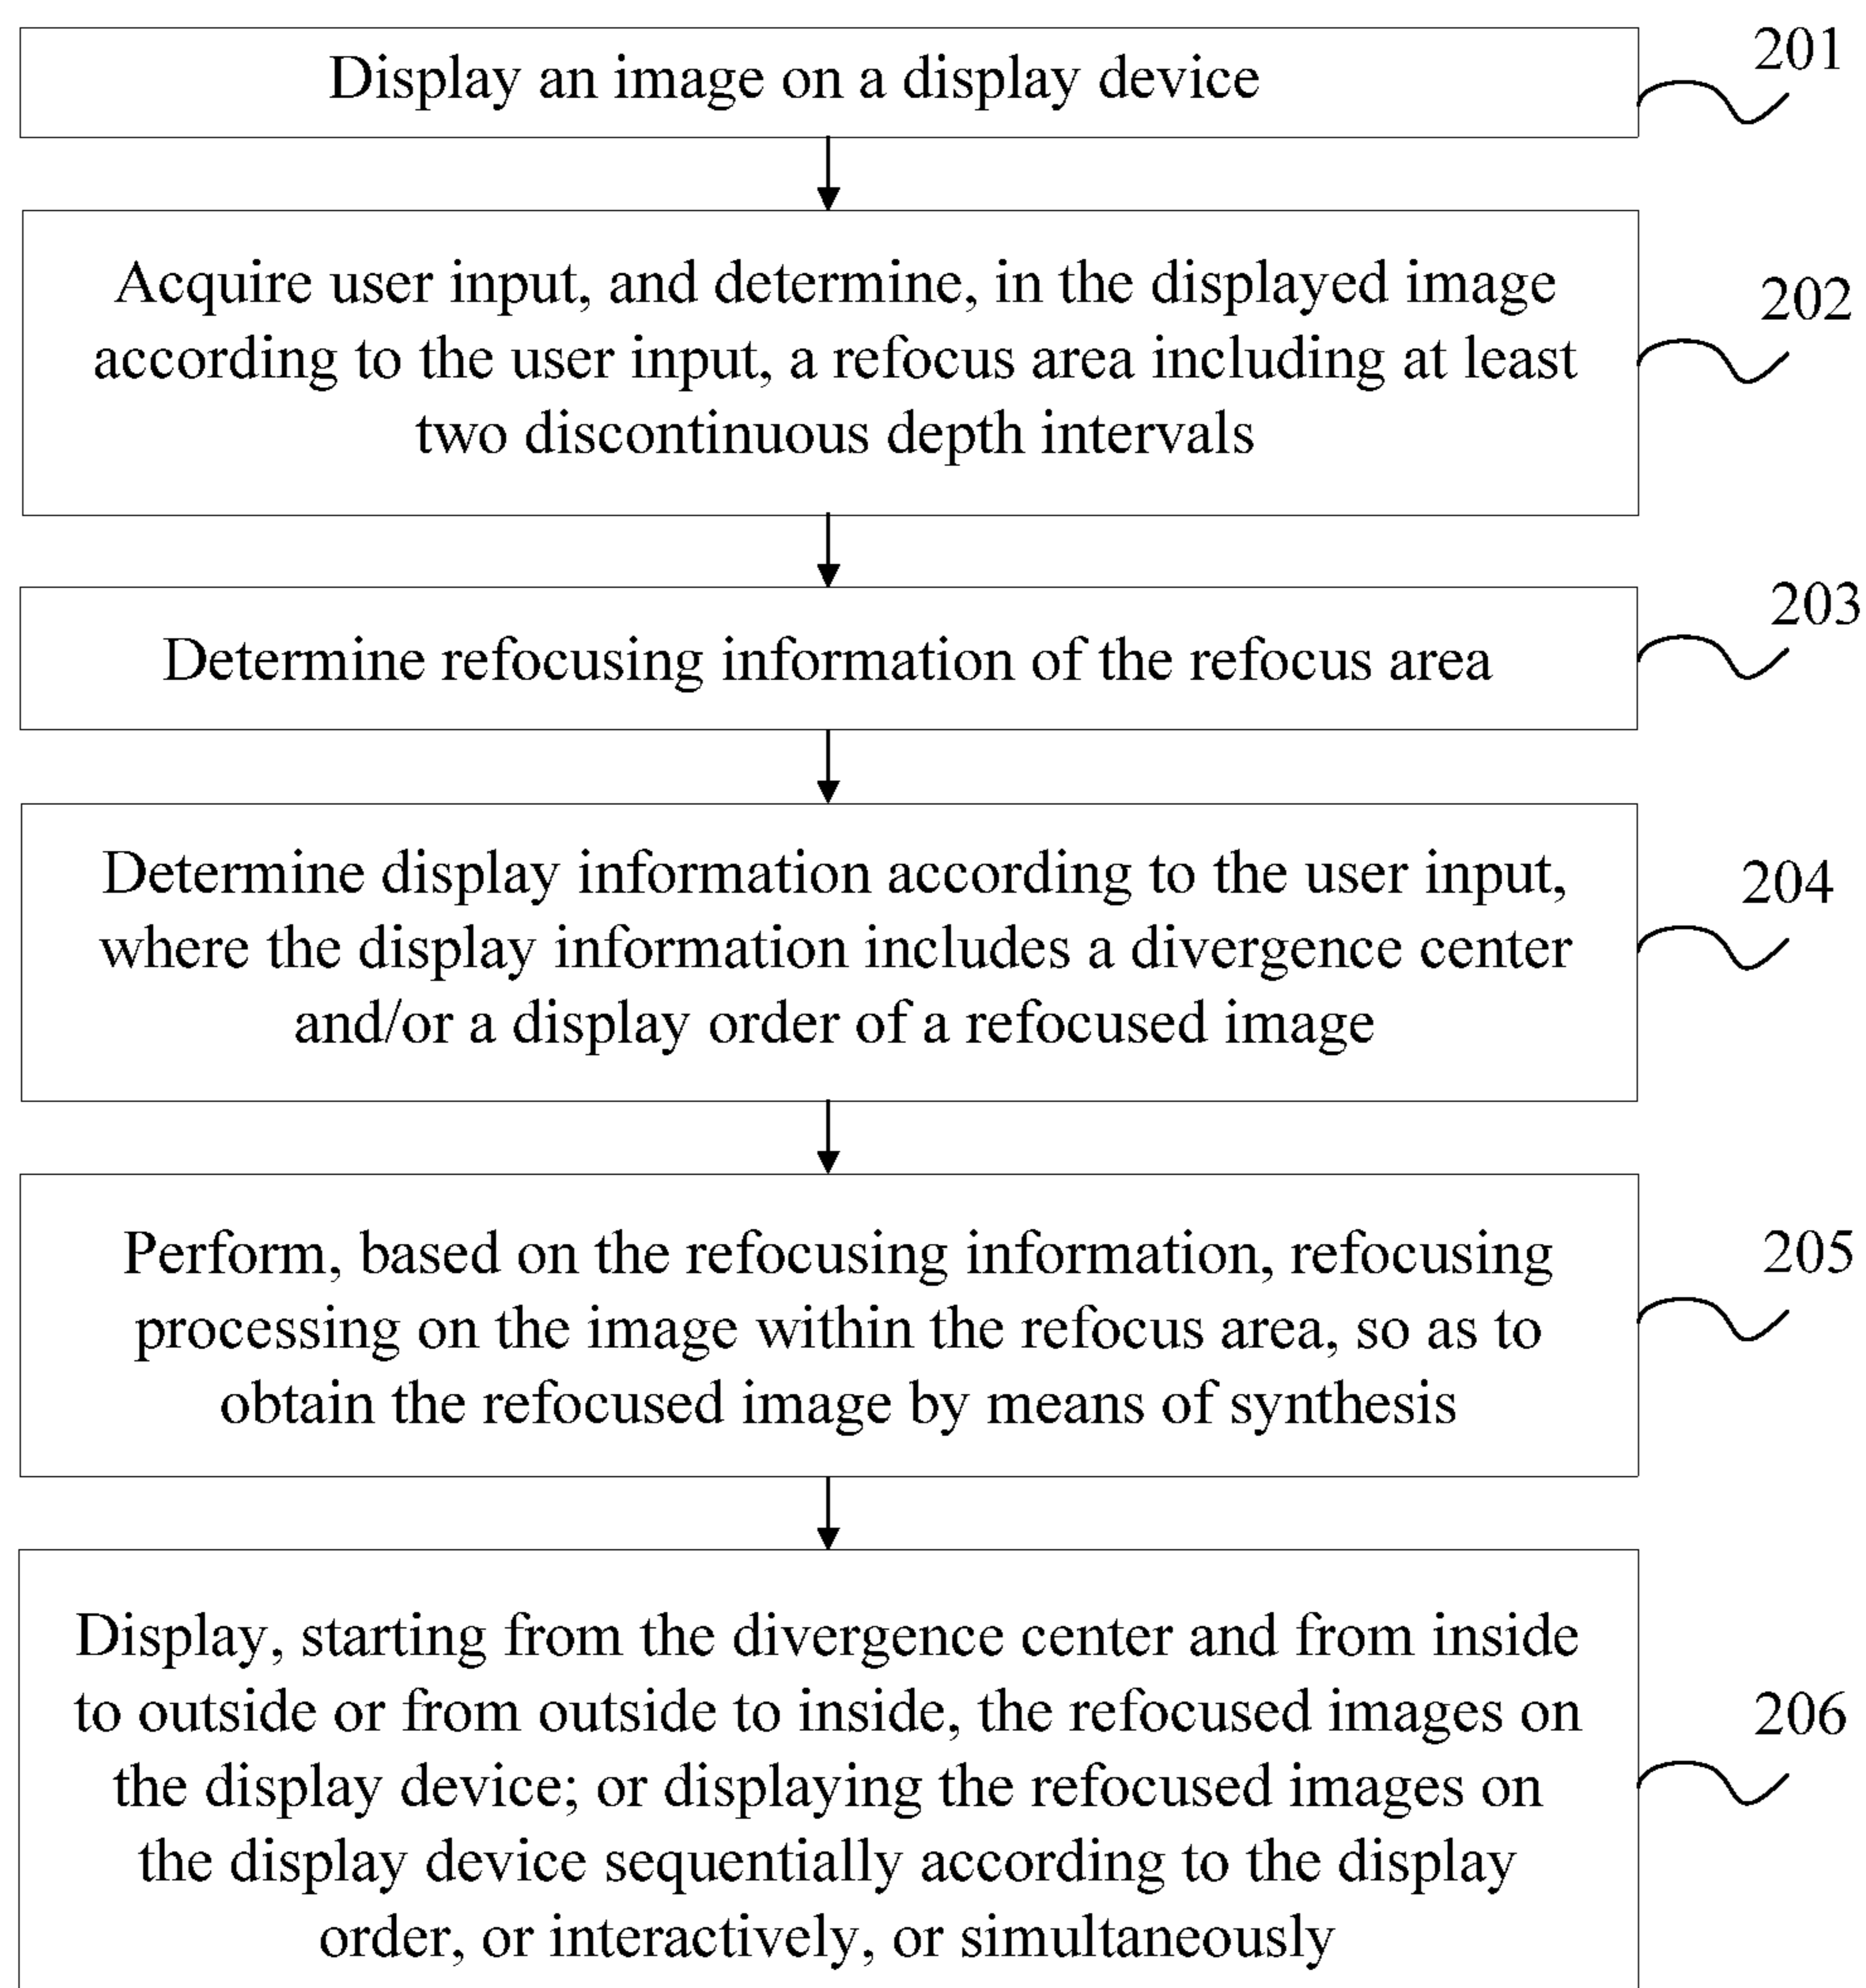 Display an image on a display device
201
Acquire user input, and determine, in the displayed image
according to the user input, a refocus area including at least
two discontinuous depth intervals
202
Determine refocusing information of the refocus area
203
Determine display information according to the user input,
where the display information includes a divergence center
and/or a display order of a refocused image
204
Perform, based on the refocusing information, refocusing
processing on the image within the refocus area, so as to
obtain the refocused image by means of synthesis
205
Display, starting from the divergence center and from inside
to outside or from outside to inside, the refocused images on
the display device; or displaying the refocused images on
the display device sequentially according to the display
order, or interactively, or simultaneously
206